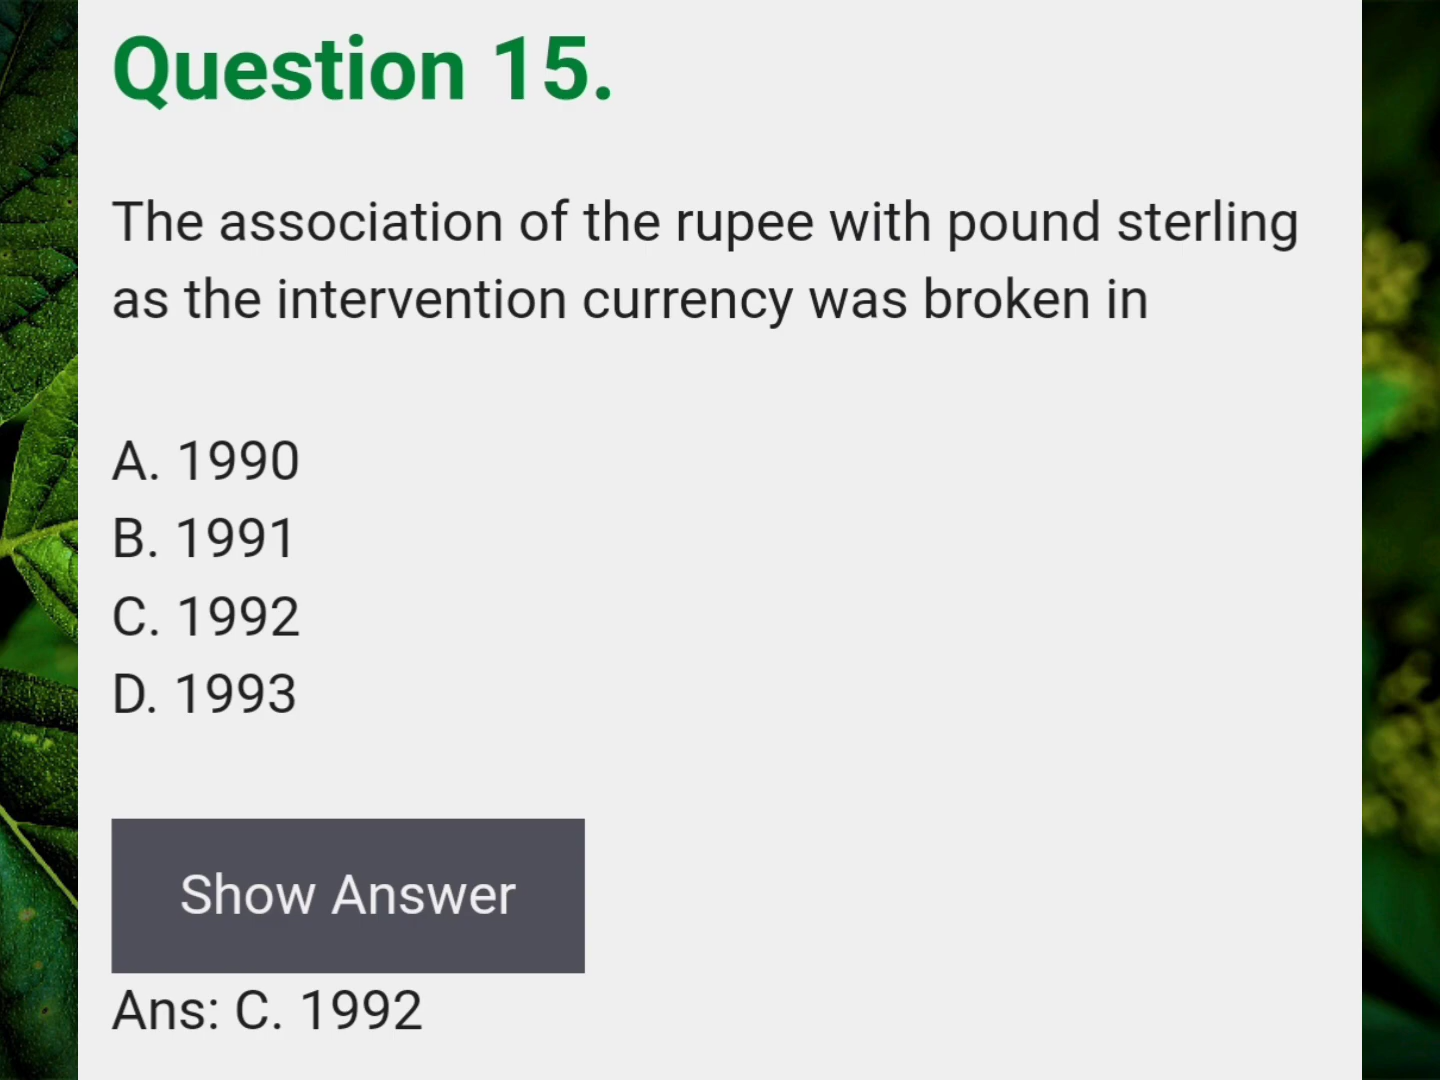 Question 15.
The association of the rupee with pound sterling
as the intervention currency was broken in
A. 1990
B. 1991
C. 1992
D. 1993
Show Answer
Ans: C. 1992